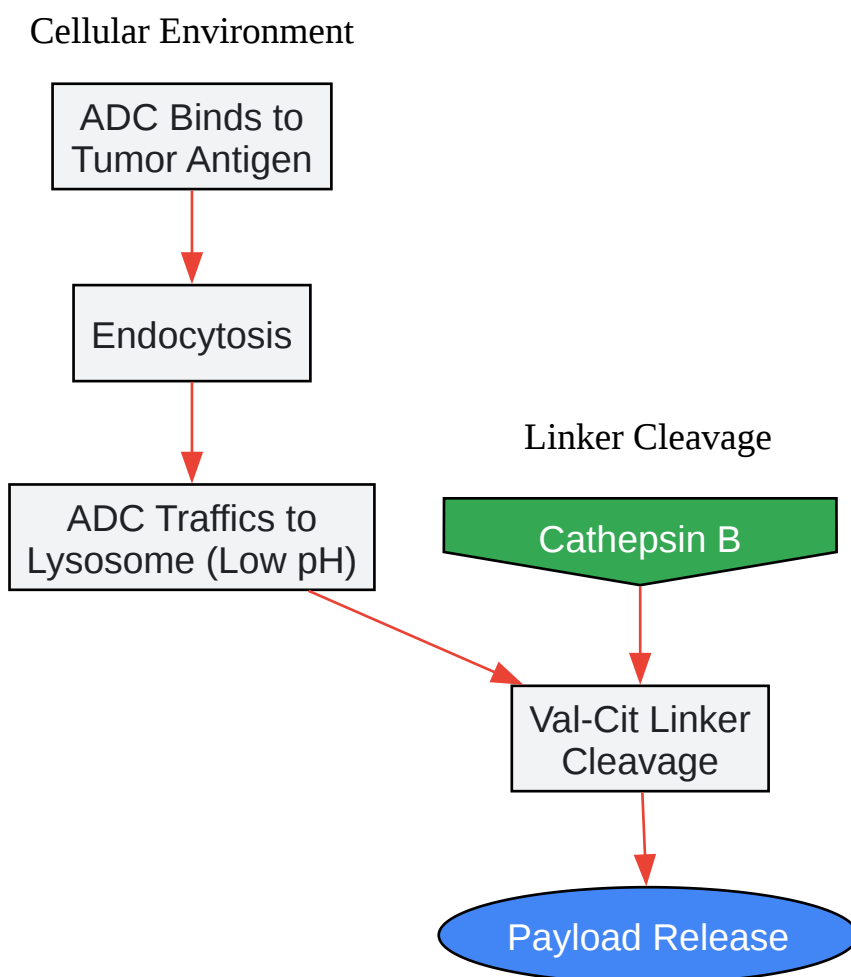 Cellular Environment
ADC Binds to
Tumor Antigen
Endocytosis
ADC Traffics to
Lysosome (Low pH)
Linker Cleavage
Cathepsin B
Val-Cit Linker
Cleavage
Payload Release